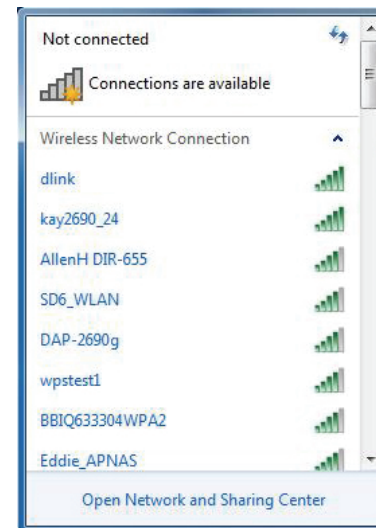 Not connected
Connections are available
Wireless Network Connection
dlink
kay2690_24
AllenH DIR-655
SD6_WLAN
DAP-2690g
wpstest1
BBIQ633304WPA2
Eddie_APNAS
Open Network and Sharing Center